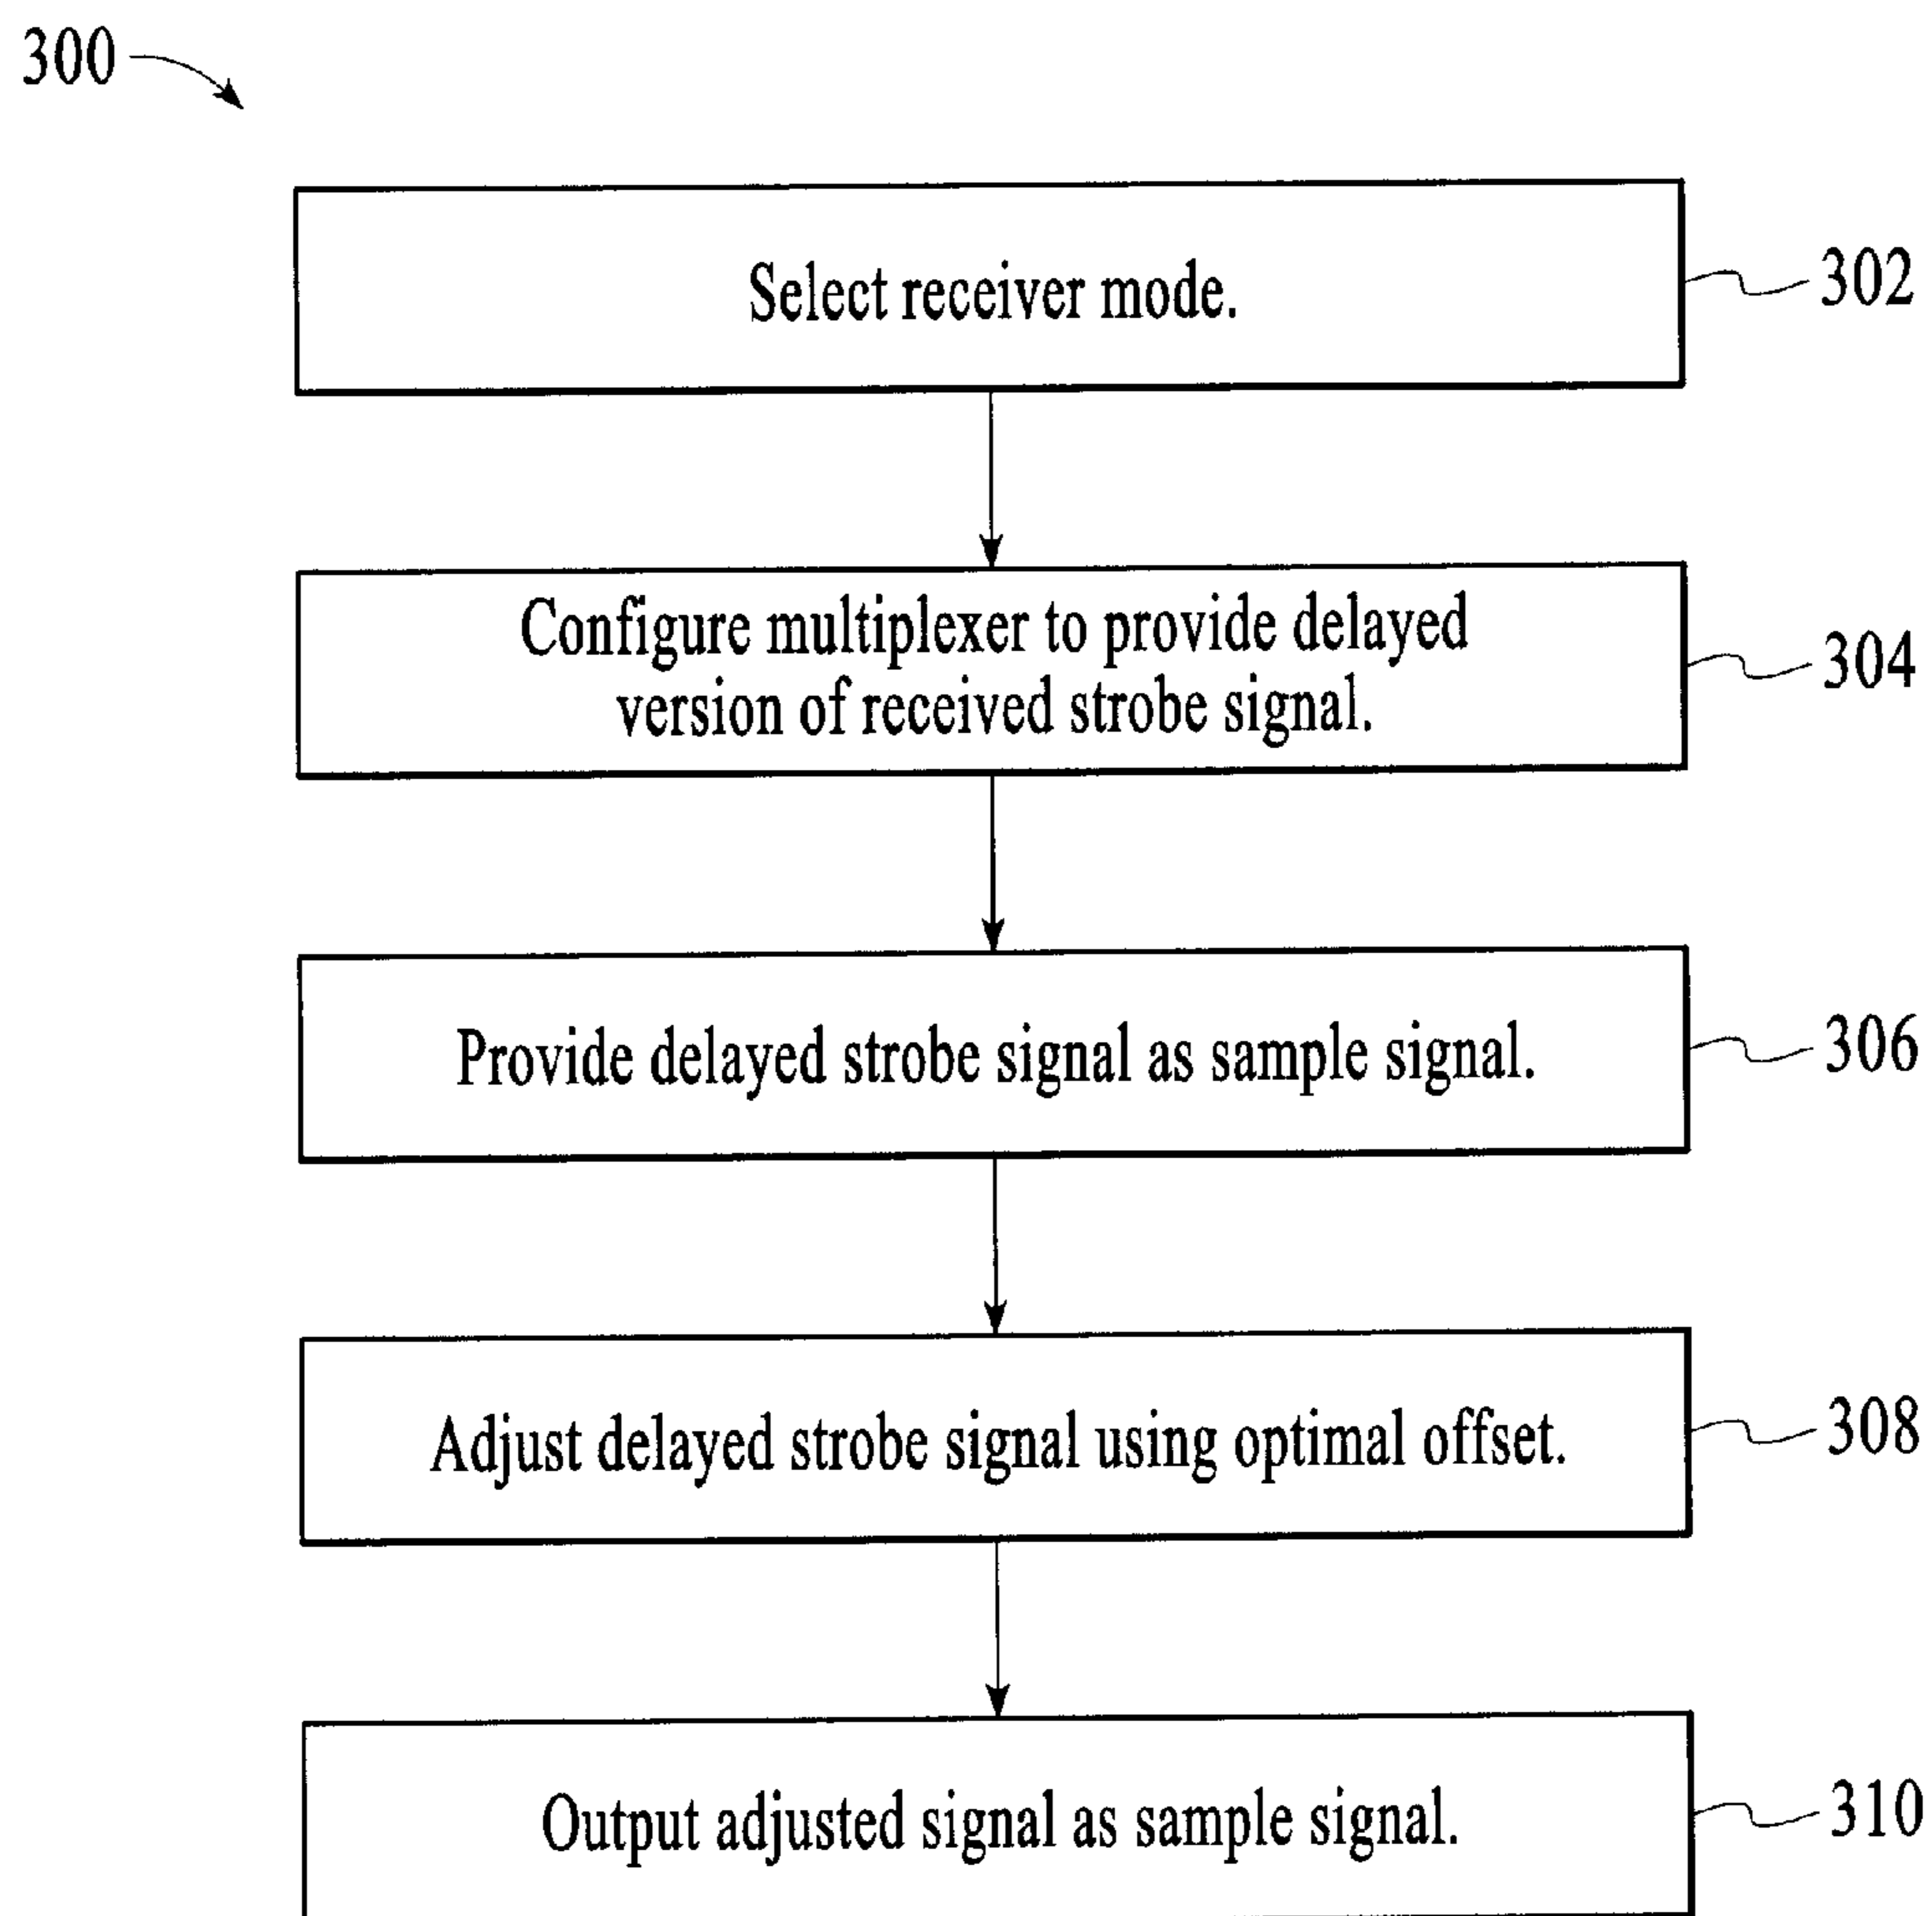 300
Select receiver mode.
302
Configure multiplexer to provide delayed
version of received strobe signal.
304
Provide delayed strobe signal as sample signal.
306
Adjust delayed strobe signal using optimal offset.
308
Output adjusted signal as sample signal.
310